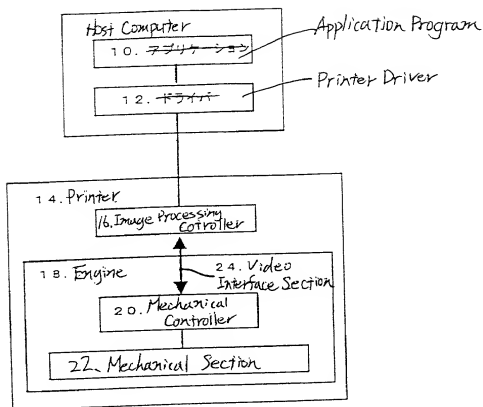 Host Computer
10. アプリケーション
Application Program
12. ドライバ
Printer Driver
14. Printer
16. Image Processing
Cotroller
18. Engine
24. Video
Interface Section
20. Mechanical
Controller
22. Mechanical Section